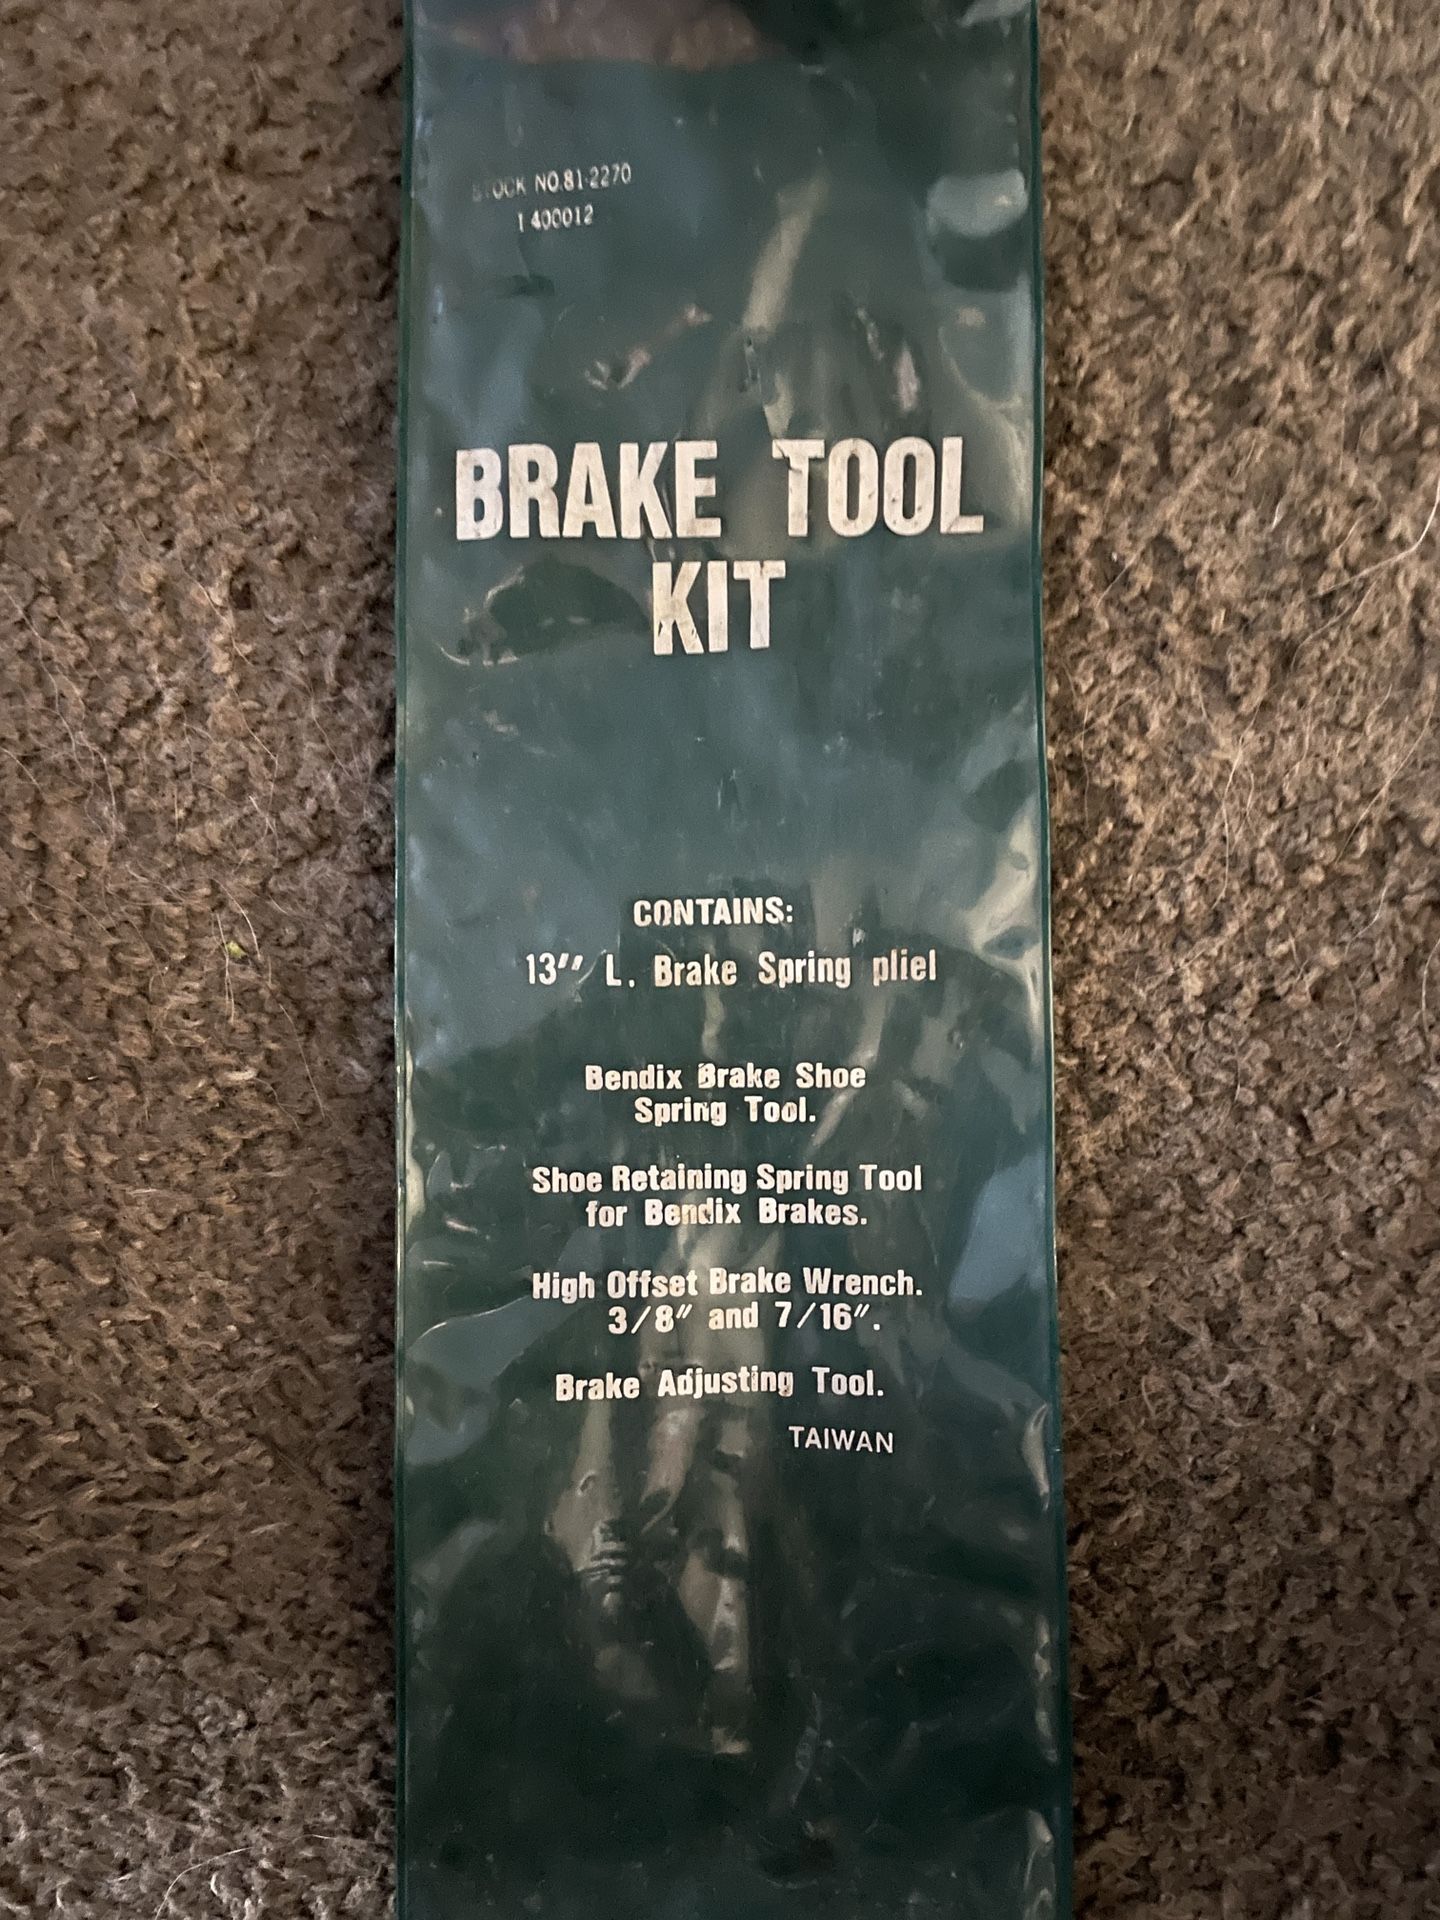 STOCK NO.81-2270
1 400012
BRAKE TOOL
KIT
CONTAINS:
13″ L. Brake Spring pliel
Bendix Brake Shoe
Spring Tool.
Shoe Retaining Spring Tool
for Bendix Brakes.
High Offset Brake Wrench.
3/8″ and 7/16″.
Brake Adjusting Tool.
TAIWAN